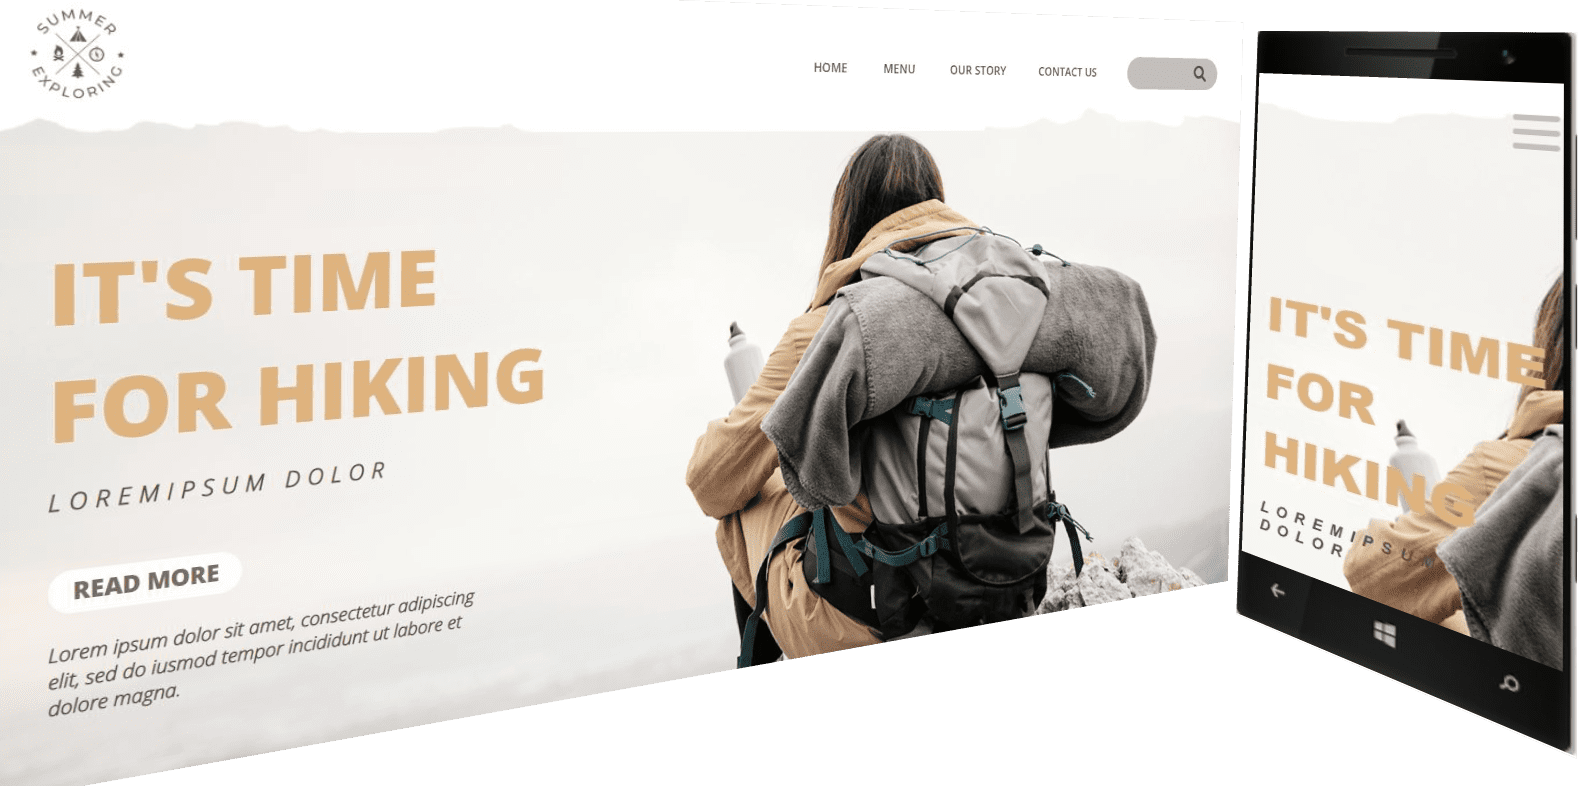 SUMMER
EXPLORING
HOME MENU OUR STORY CONTACT US
IT'S TIME
FOR HIKING
LOREMIPSUM DOLOR
READ MORE
Lorem ipsum dolor sit amet, consectetur adipiscing
elit, sed do iusmod tempor incididunt ut labore et
dolore magna.
IT'S TIME
FOR
HIKING
LOREMIPSUM
DOLOR